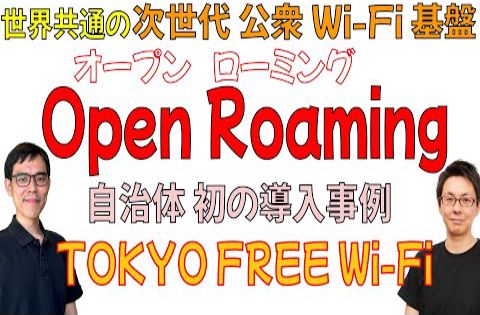 世界共通の次世代 公衆 Wi-Fi 基盤
オープン ローミング
Open Roaming
自治体 初の導入事例
TOKYO FREE Wi-Fi